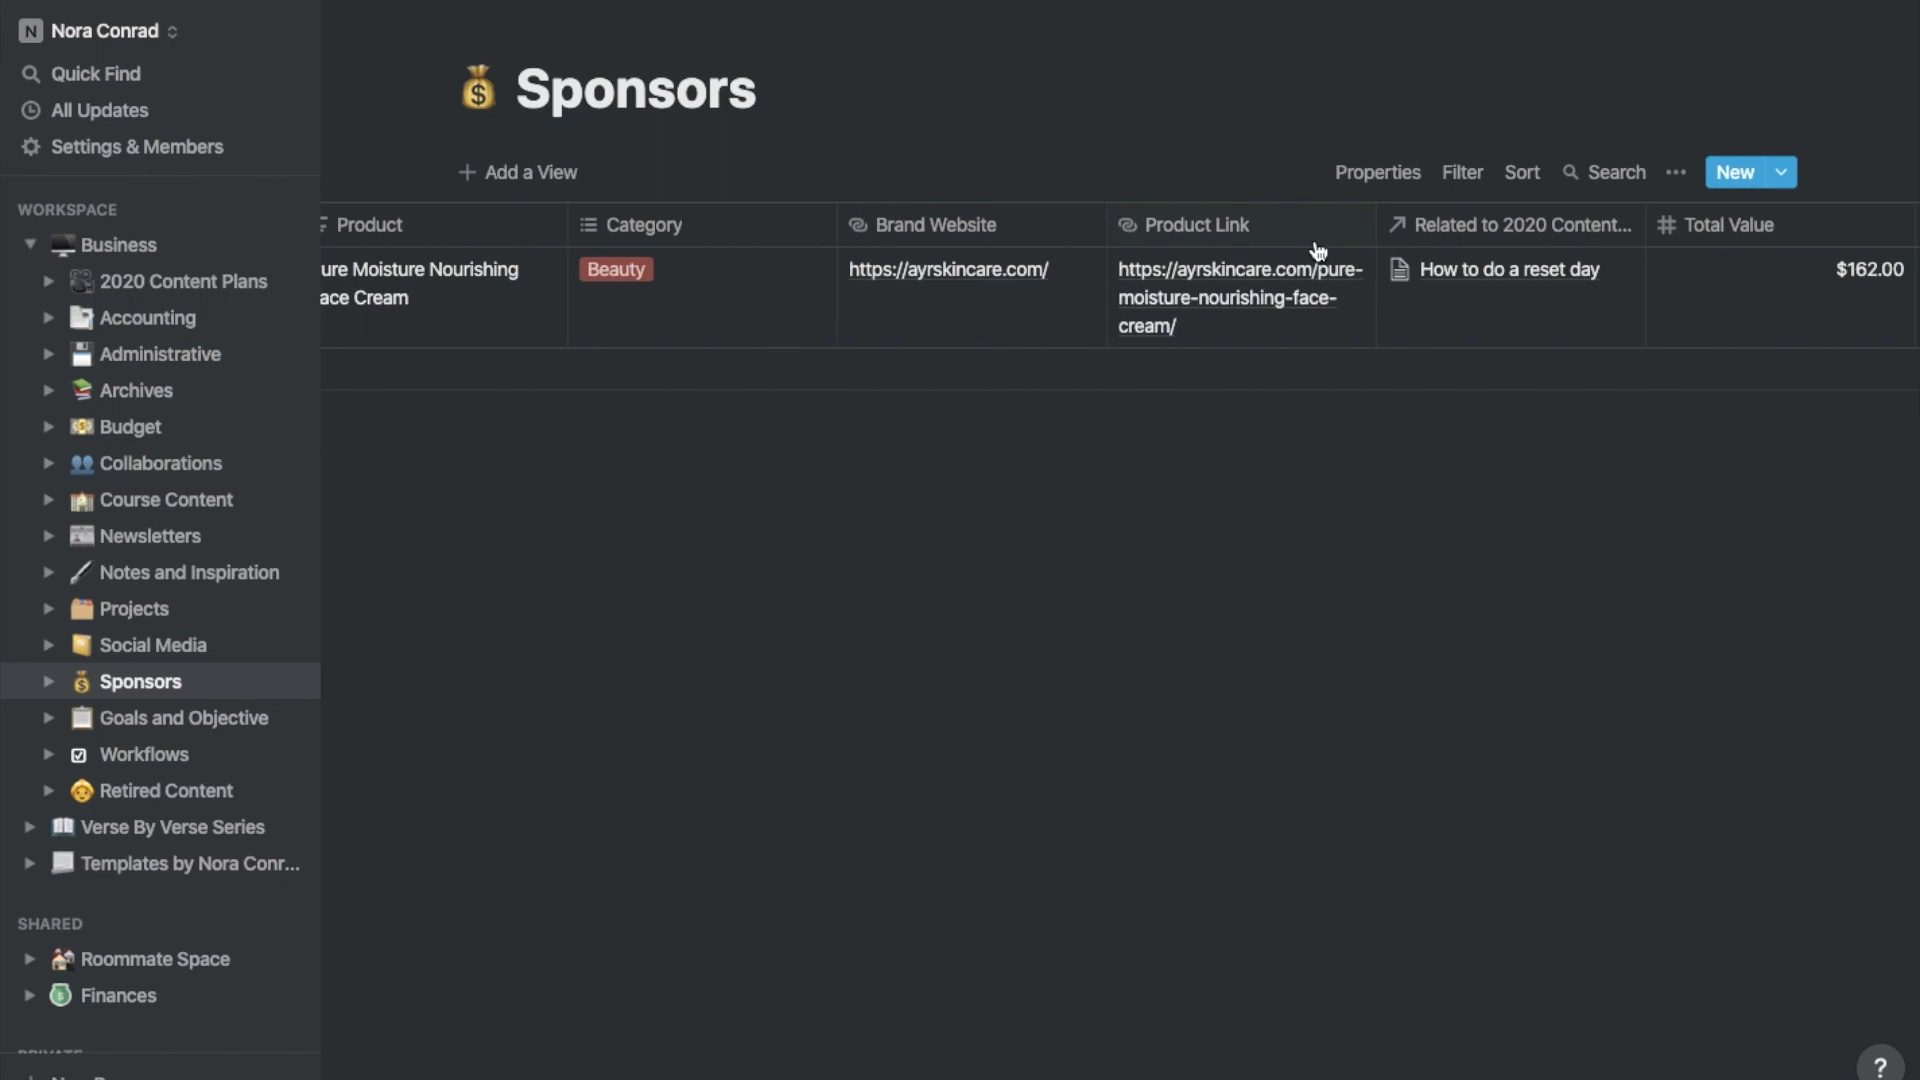 N Nora Conrad
Quick Find
All Updates
Settings & Members
WORKSPACE
Business
2020 Content Plans
Accounting
Administrative
Archives
Budget
Collaborations
Course Content
Newsletters
Notes and Inspiration
Projects
Social Media
Sponsors
Goals and Objective
Workflows
Retired Content
Verse By Verse Series
Templates by Nora Conr...
SHARED
Roommate Space
Finances
Sponsors
Add a View
Properties Filter Sort Search ••• New
Product Category Brand Website Product Link Related to 2020 Content... Total Value
ure Moisture Nourishing
ace Cream
Beauty
https://ayrskincare.com/
https://ayrskincare.com/pure-
moisture-nourishing-face-
cream/
How to do a reset day
$162.00
?